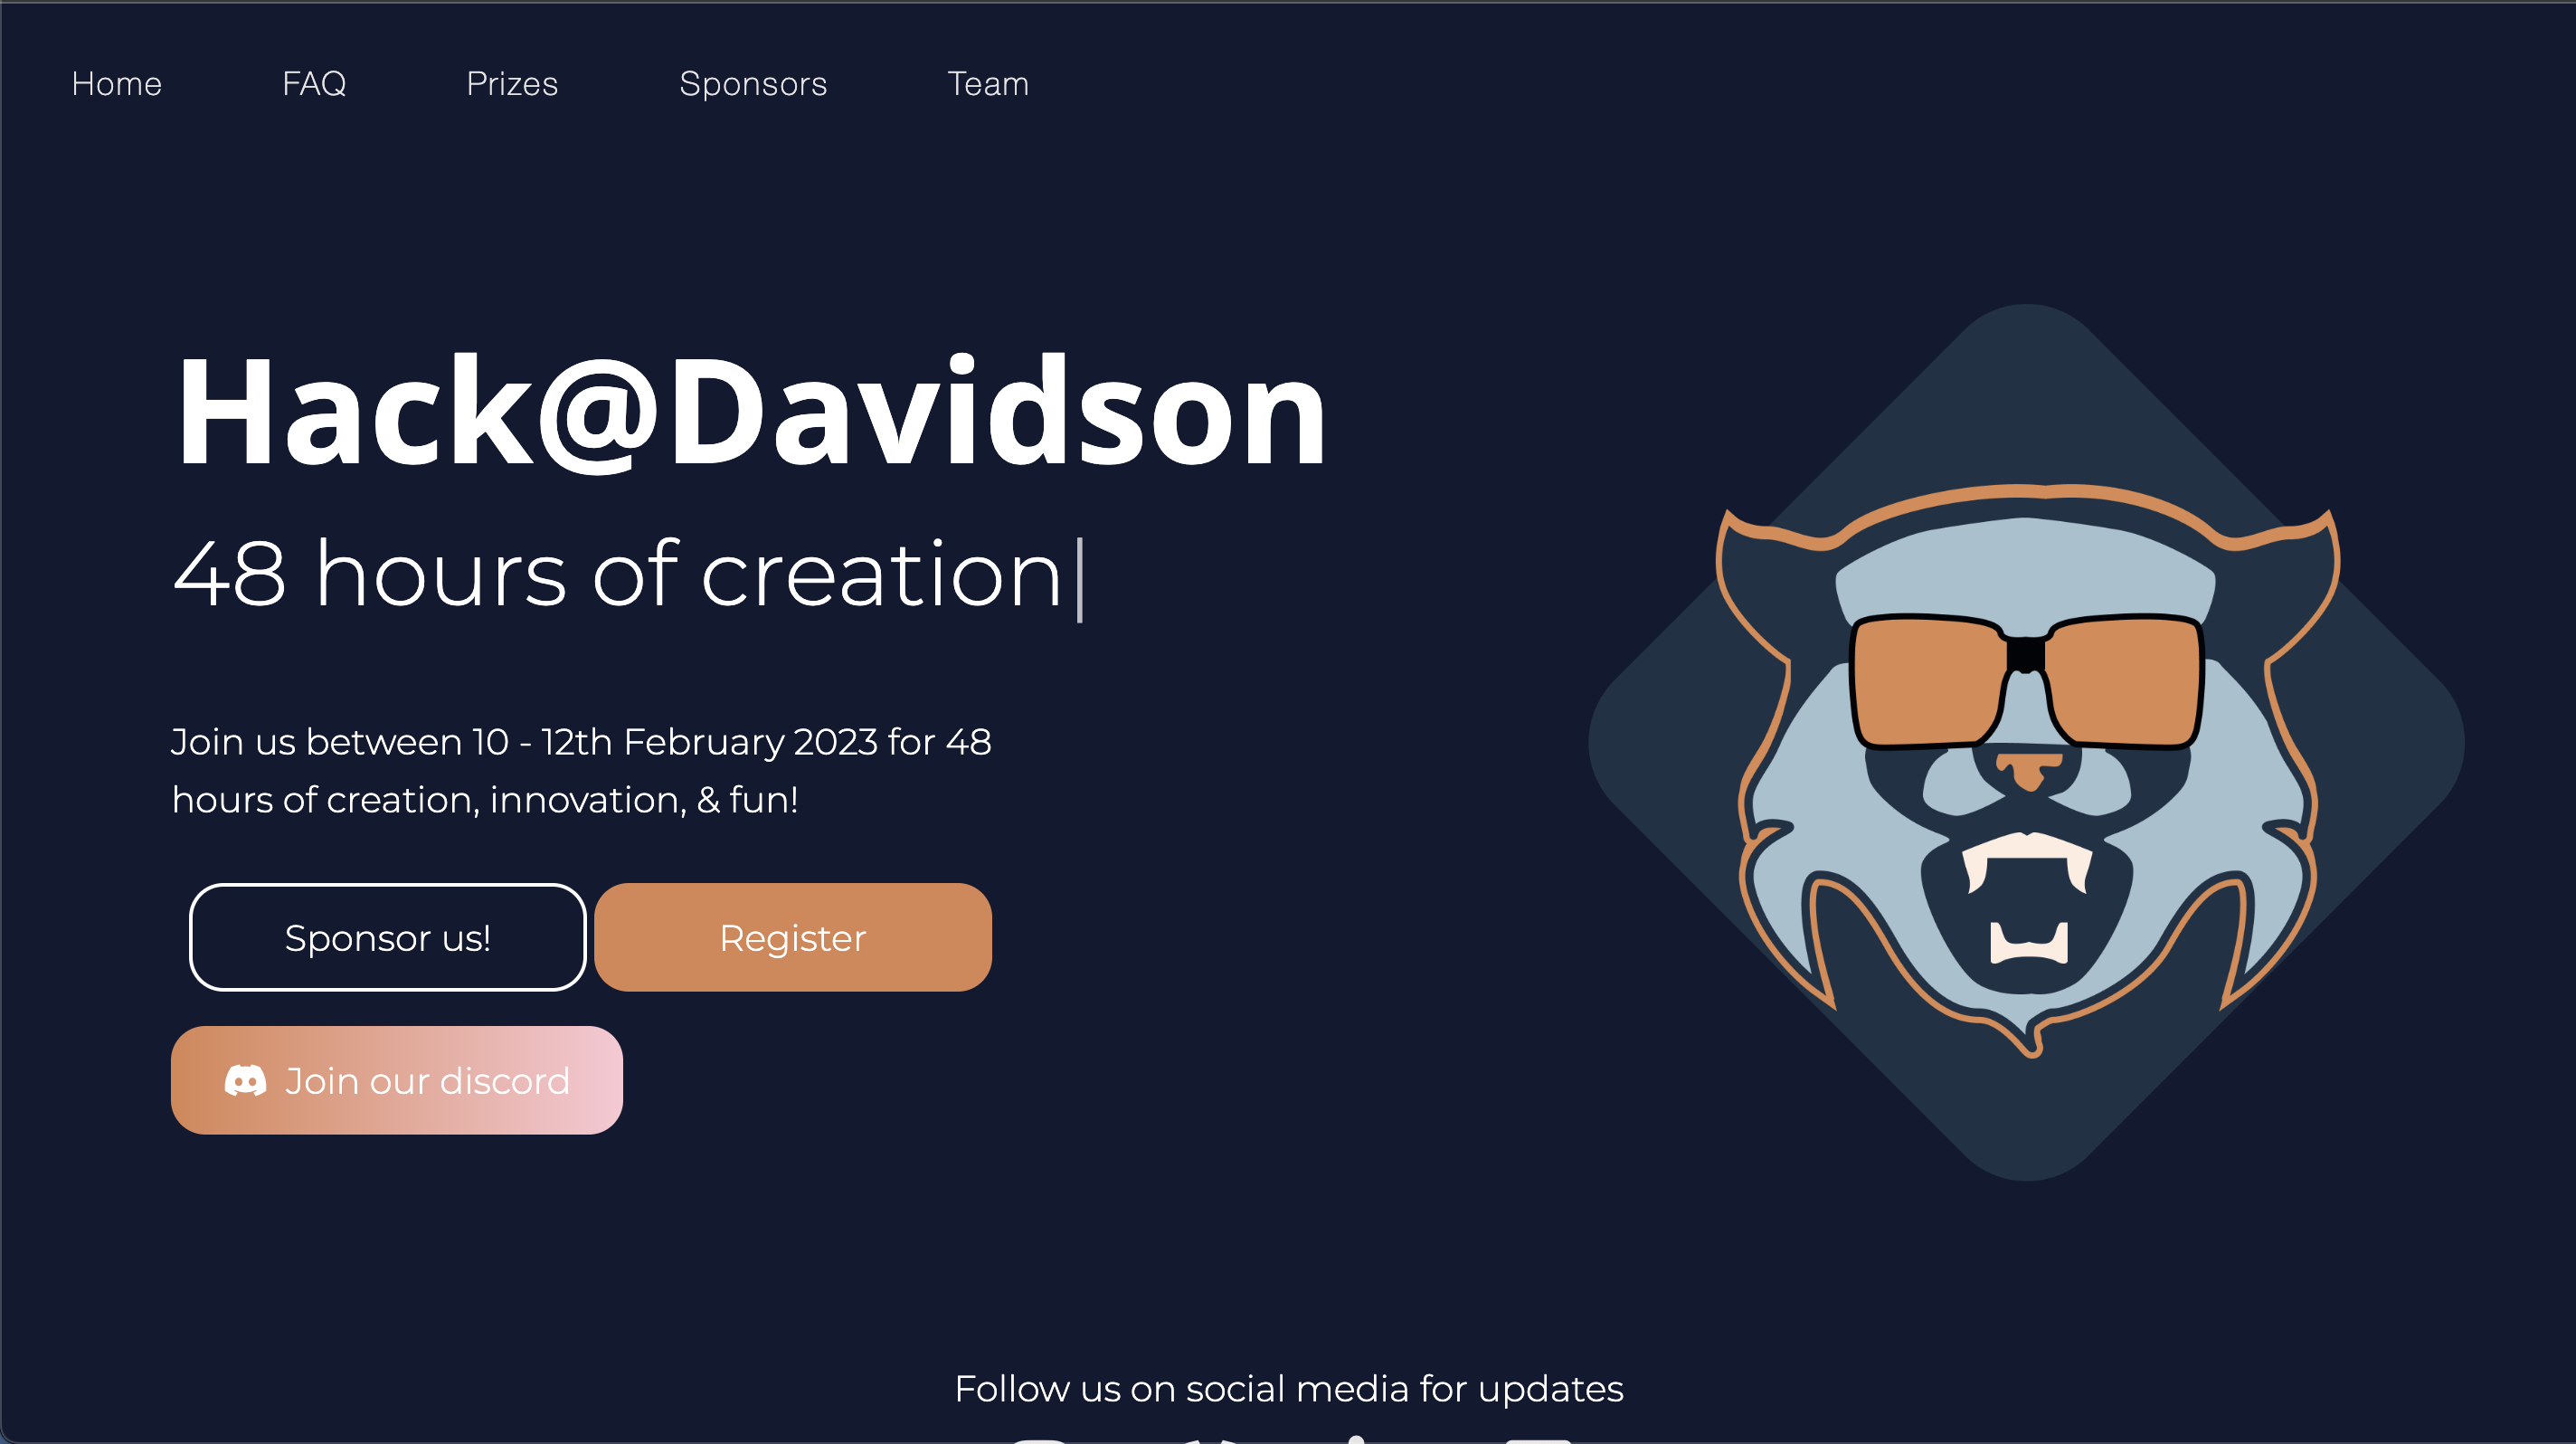 Home FAQ Prizes Sponsors Team
Hack@Davidson
48 hours of creation|
Join us between 10 - 12th February 2023 for 48
hours of creation, innovation, & fun!
Sponsor us! Register
Join our discord
Follow us on social media for updates